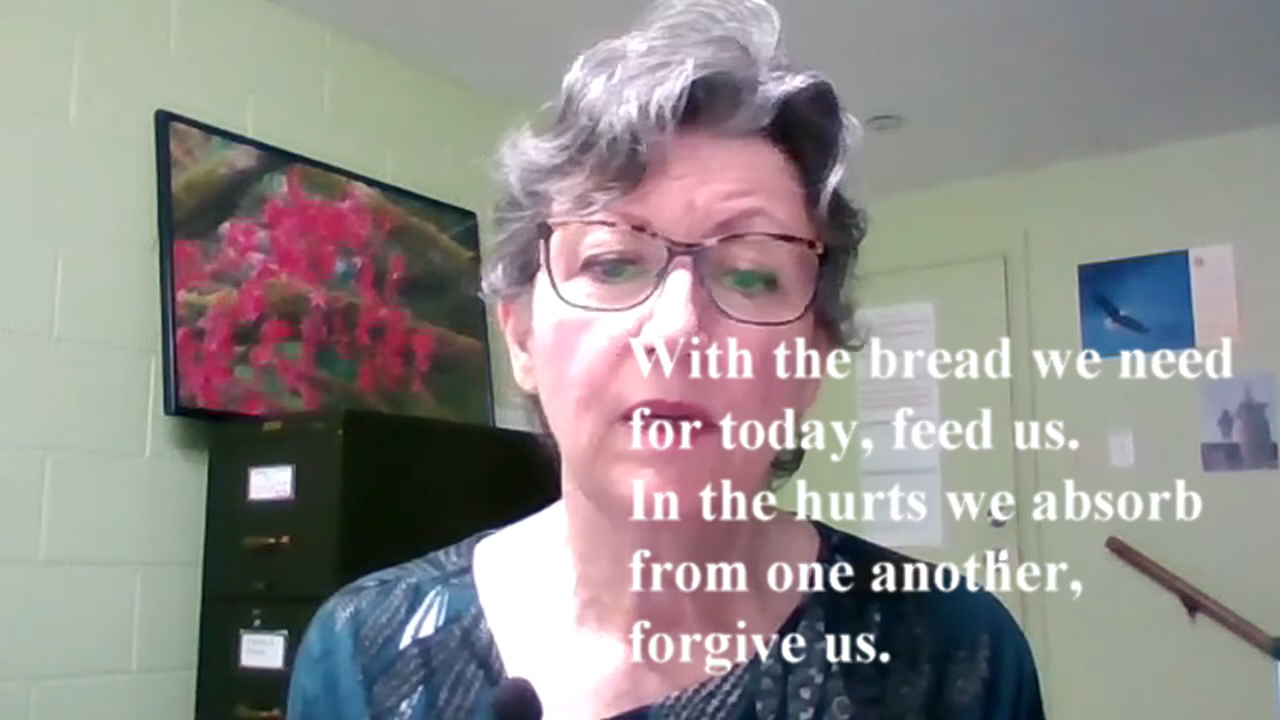 With the bread we need
for today, feed us.
In the hurts we absorb
from one another,
forgive us.